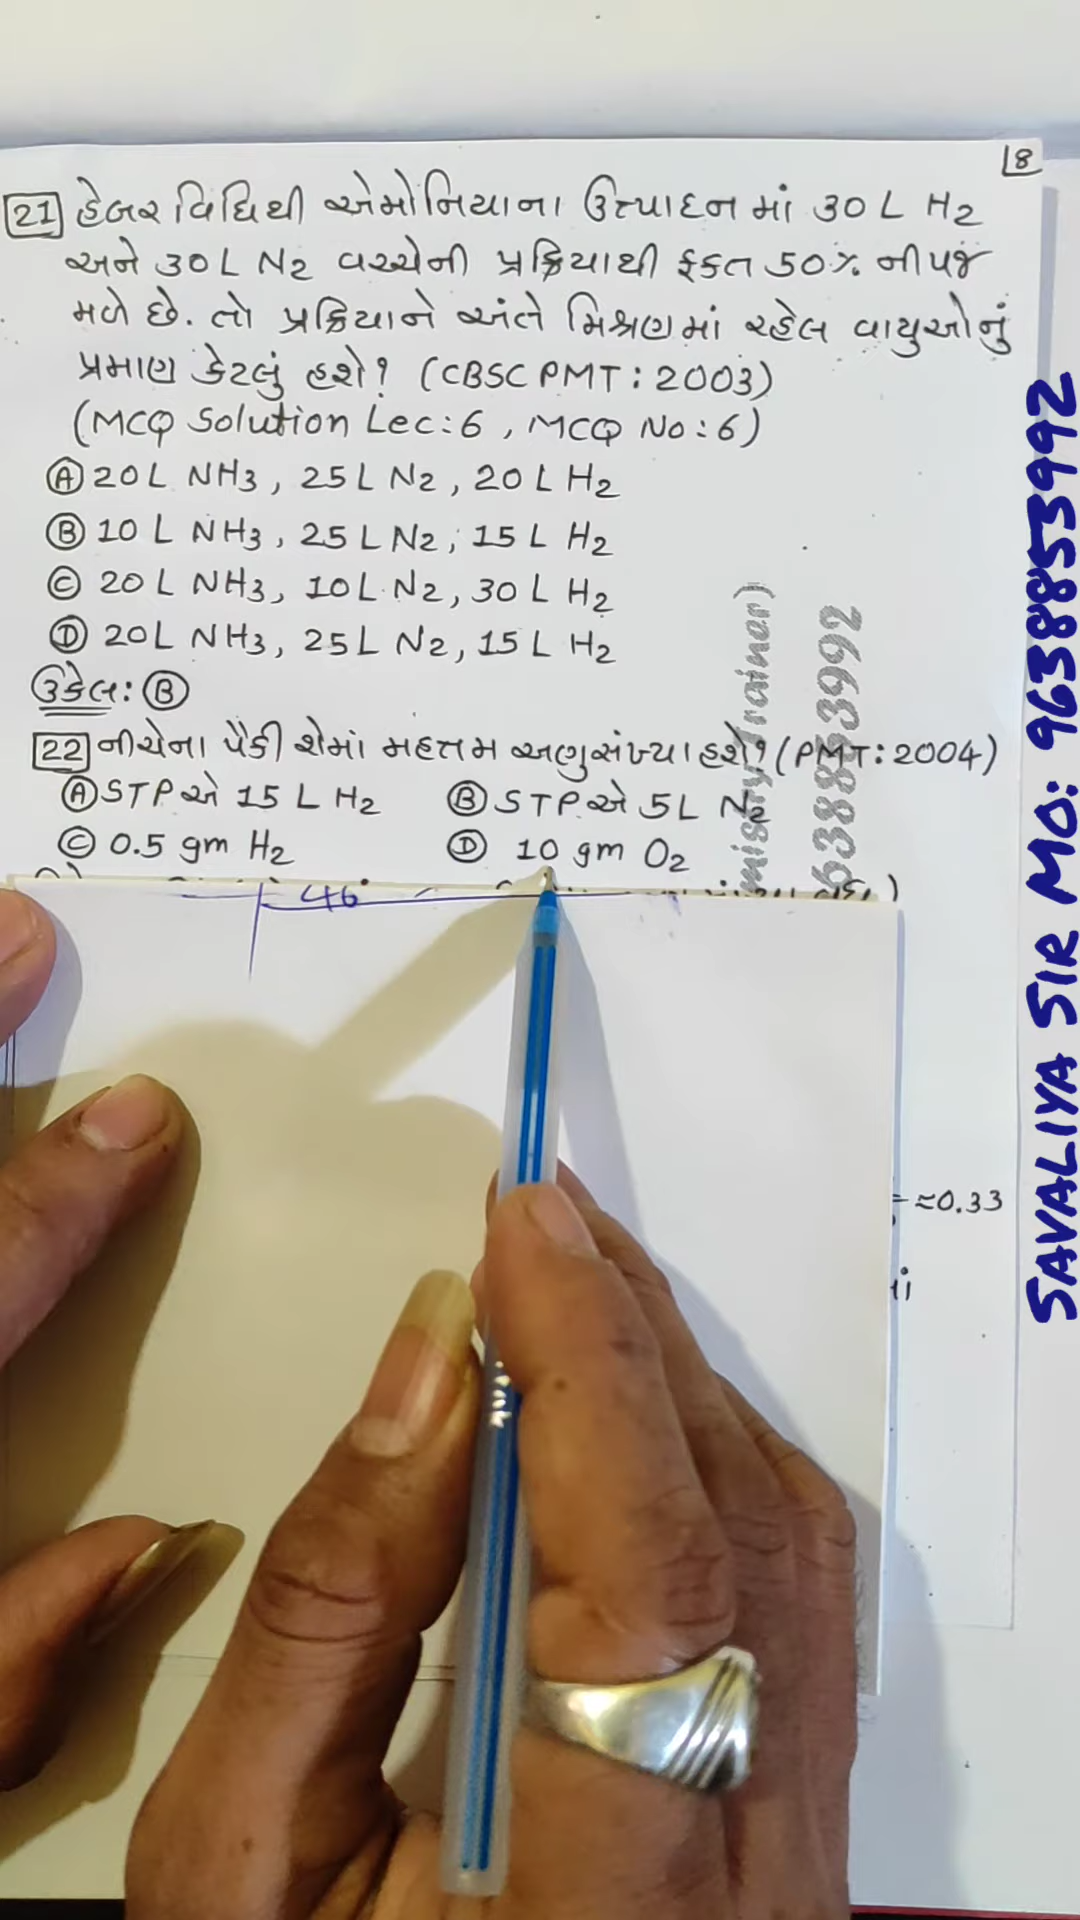 18
21 હેબર વિધિથી એમોનિયાના ઉત્પાદન માં 30 L H2
અને 30 L N2 વચ્ચેની પ્રક્રિયાથી ફકત 50% નીપજ
મળે છે. તો પ્રક્રિયાને અંતે મિશ્રણમાં રહેલ વાયુઓનું
પ્રમાણ કેટલું હશે? (CBSC PMT : 2003)
(MCQ Solution Lec : 6 , MCQ No : 6)
Ⓐ 20 L NH3 , 25 L N2 , 20 L H2
Ⓑ 10 L NH3 , 25 L N2 , 15 L H2
Ⓒ 20 L NH3 , 10 L N2 , 30 L H2
Ⓓ 20 L NH3 , 25 L N2 , 15 L H2
ઉકેલ : Ⓑ
22 નીચેના પૈકી શેમાં મહત્તમ અણુસંખ્યા હશે? (PMT : 2004)
Ⓐ STP એ 15 L H2 Ⓑ STP એ 5 L N2
Ⓒ 0.5 gm H2 Ⓓ 10 gm O2
46
≈0.33
Trainer)
SAVALIYA SIR MO: 9638853992